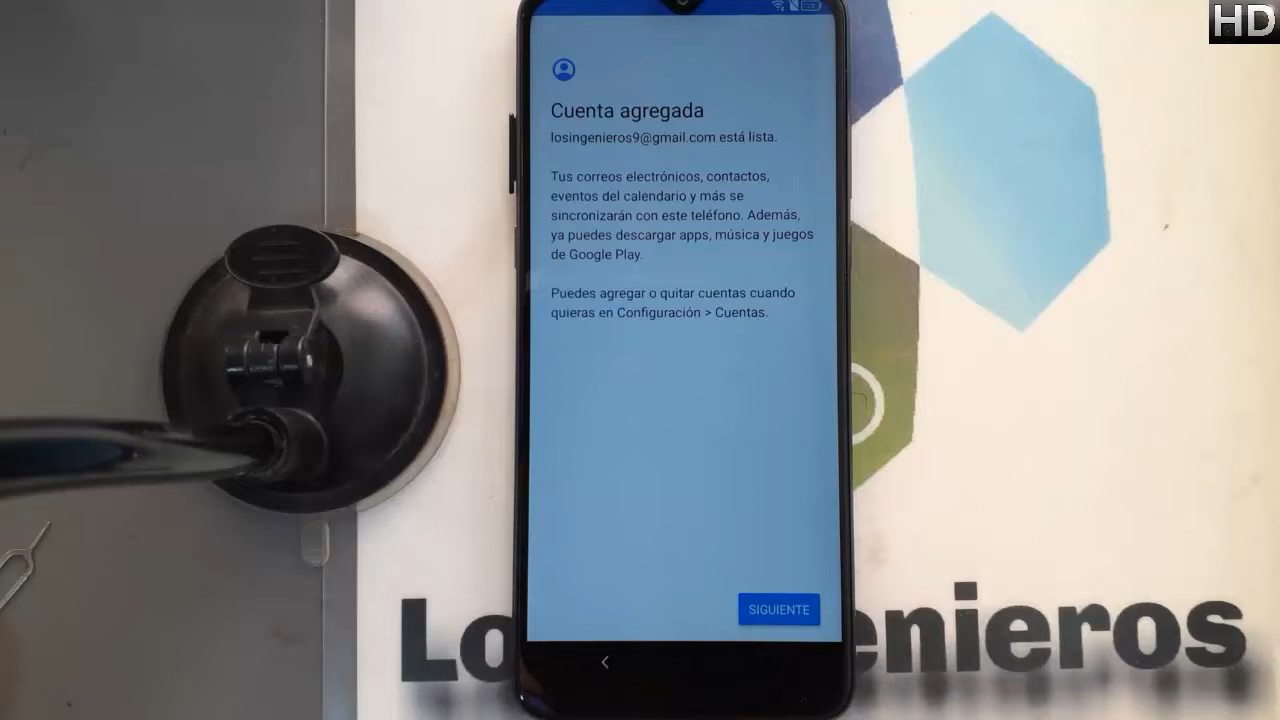 HD
Cuenta agregada
losingenieros9@gmail.com está lista.
Tus correos electrónicos, contactos,
eventos del calendario y más se
sincronizarán con este teléfono. Además,
ya puedes descargar apps, música y juegos
de Google Play.
Puedes agregar o quitar cuentas cuando
quieras en Configuración > Cuentas.
SIGUIENTE
Lo enieros